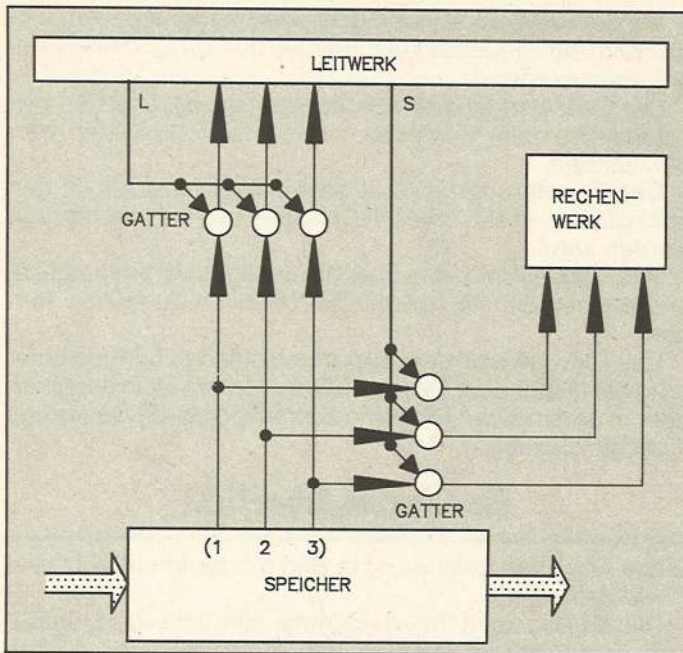 LEITWERK
L
S
RECHEN-
WERK
GATTER
GATTER
(1 2 3)
SPEICHER